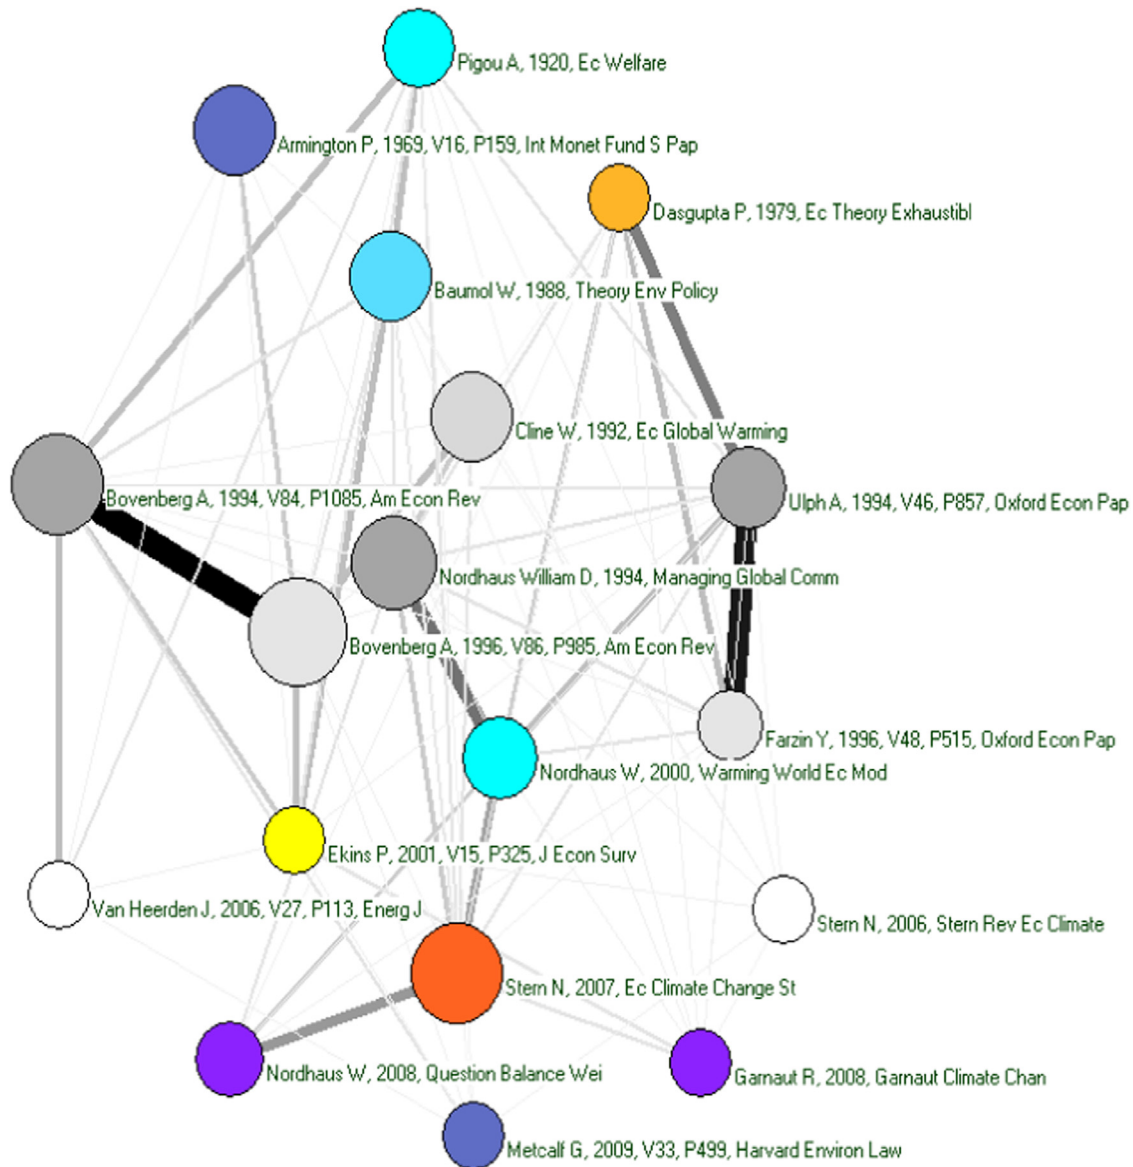 Pigou A, 1920, Ec Welfare
Armington P, 1969, V16, P159, Int Monet Fund S Pap
Dasgupta P, 1979, Ec Theory Exhaustibl
Baumol W, 1988, Theory Env Policy
Cline W, 1992, Ec Global Warming
Bovenberg A, 1994, V84, P1085, Am Econ Rev
Ulph A, 1994, V46, P857, Oxford Econ Pap
Nordhaus William D, 1994, Managing Global Comm
Bovenberg A, 1996, V86, P985, Am Econ Rev
Farzin Y, 1996, V48, P515, Oxford Econ Pap
Nordhaus W, 2000, Warming World Ec Mod
Ekins P, 2001, V15, P325, J Econ Surv
Van Heerden J, 2006, V27, P113, Energ J
Stern N, 2006, Stern Rev Ec Climate
Stern N, 2007, Ec Climate Change St
Nordhaus W, 2008, Question Balance Wei
Garnaut R, 2008, Garnaut Climate Chan
Metcalf G, 2009, V33, P499, Harvard Environ Law